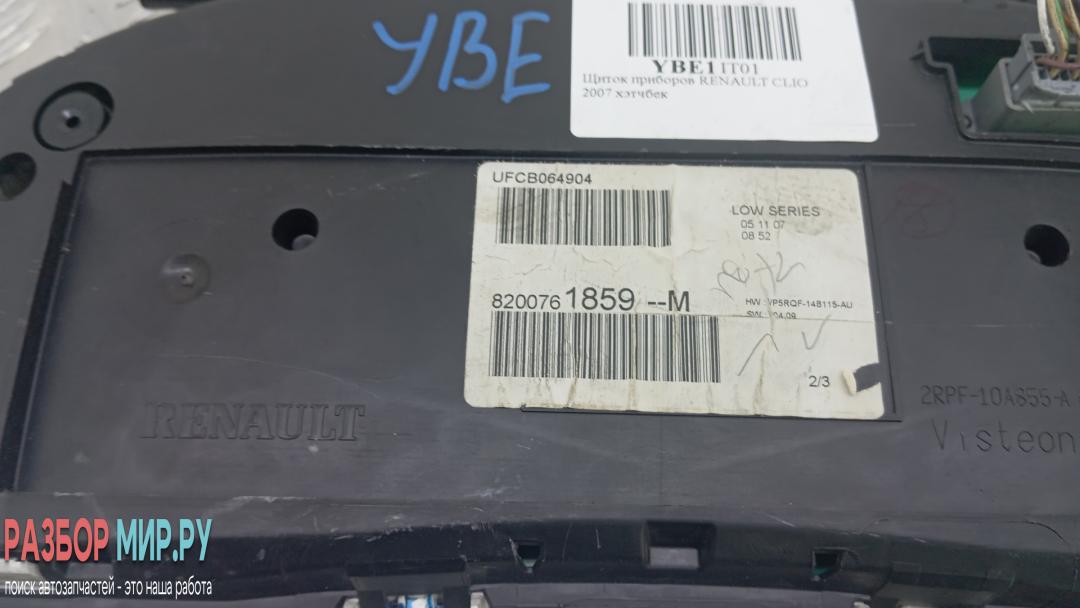 УВЕ
YBE1IT01
Щиток приборов RENAULT CLIO
2007 хэтчбек
UFCB064904
LOW SERIES
05 11 07
08 52
8200761859 --M
HW : VP5RQF-14B115-AU
SW : 04.09
2/3
2RPF-10A855-A
Visteon
RENAULT
РАЗБОР МИР.РУ
поиск автозапчастей - это наша работа